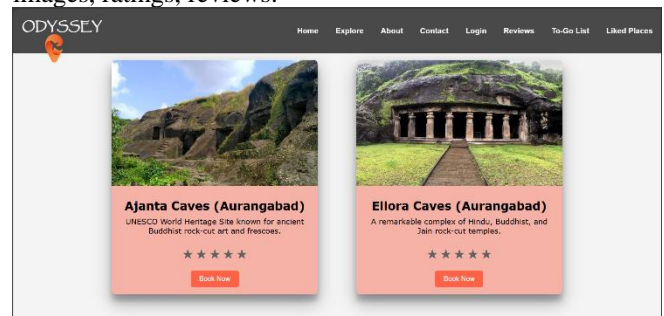 images, ratings, reviews.
ODYSSEY
Home Explore About Contact Login Reviews To-Go List Liked Places
Ajanta Caves (Aurangabad)
UNESCO World Heritage Site known for ancient
Buddhist rock-cut art and frescoes.
★★★★★
Book Now
Ellora Caves (Aurangabad)
A remarkable complex of Hindu, Buddhist, and
Jain rock-cut temples.
★★★★★
Book Now